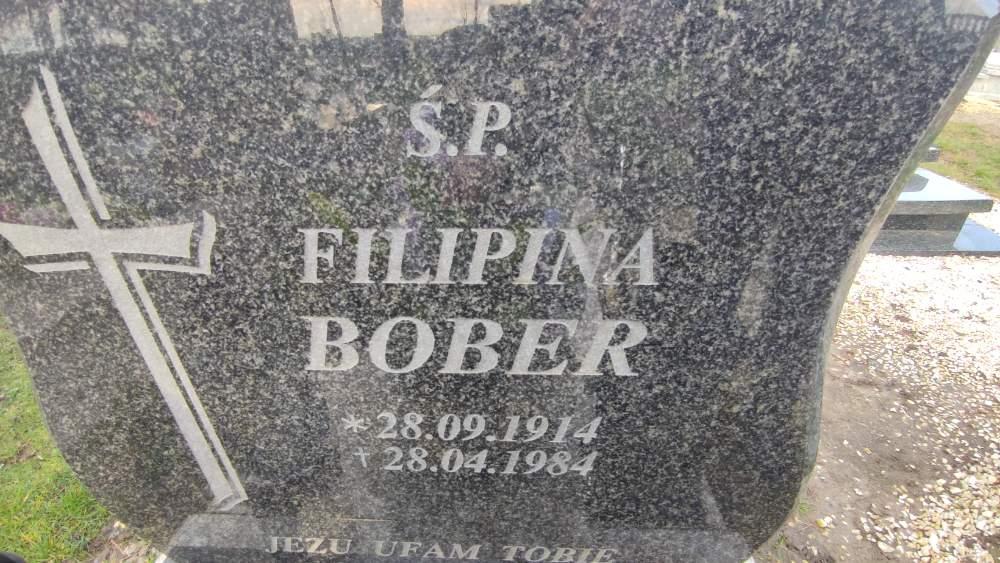 Ś.P.
FILIPINA
BOBER
* 28.09.1914
† 28.04.1984
JEZU UFAM TOBIE